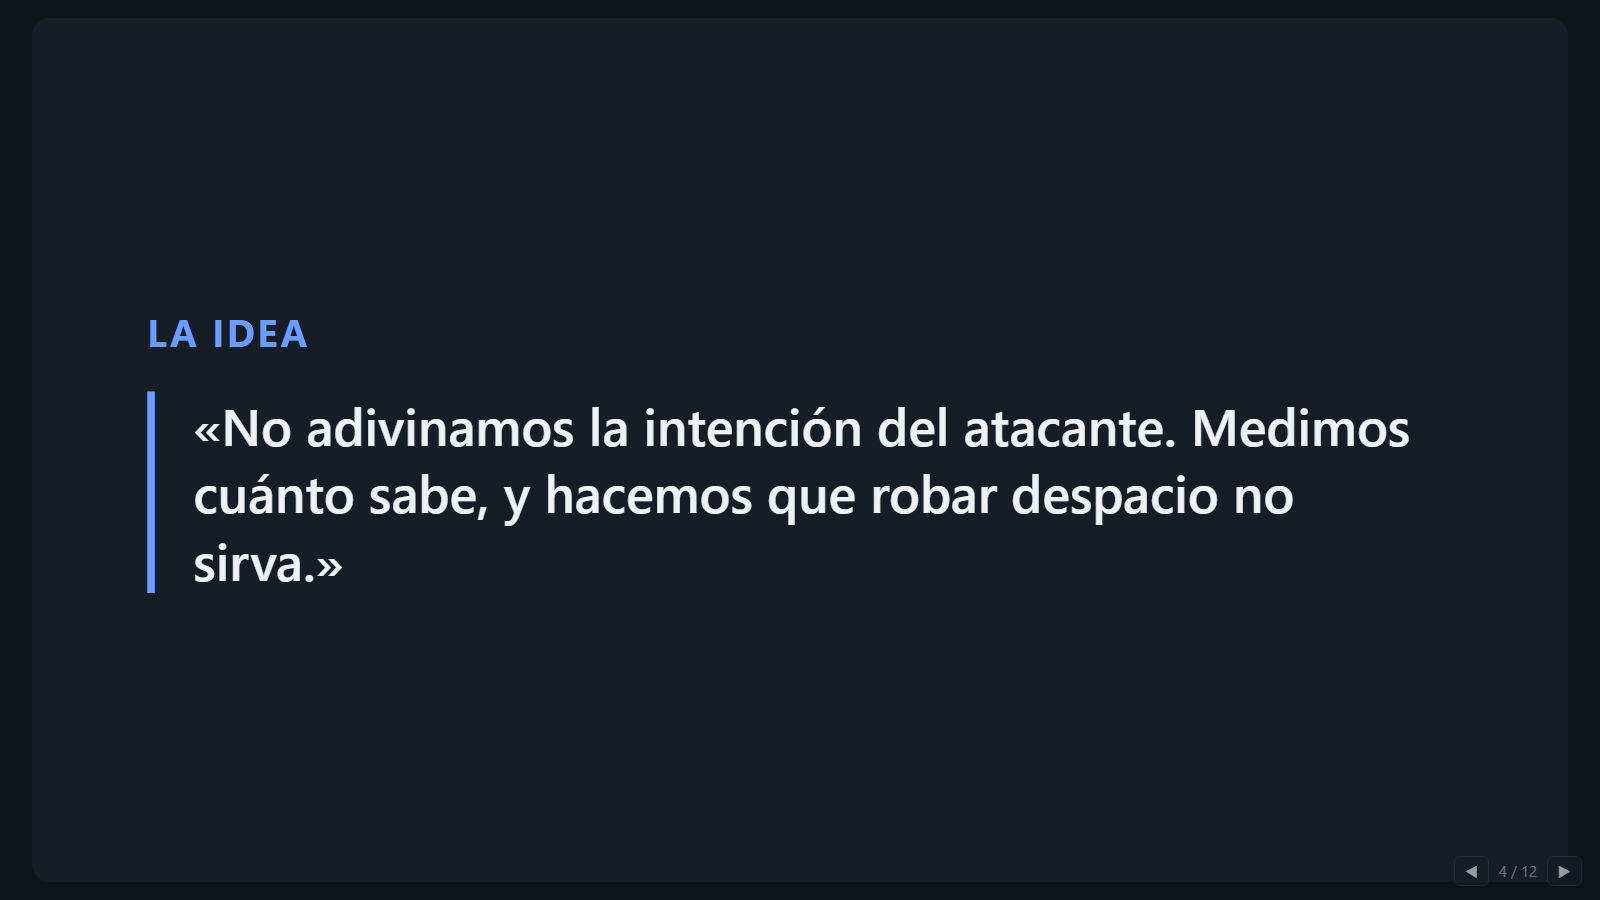 LA IDEA
«No adivinamos la intención del atacante. Medimos
cuánto sabe, y hacemos que robar despacio no
sirva.»
4 / 12